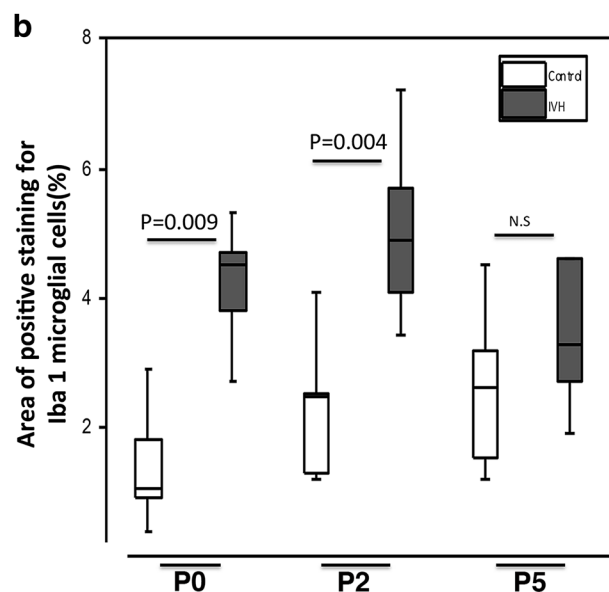 b
8
Control
IVH
P=0.004
6
P=0.009
N.S
4
2
Area of positive staining for
Iba 1 microglial cells(%)
P0 P2 P5